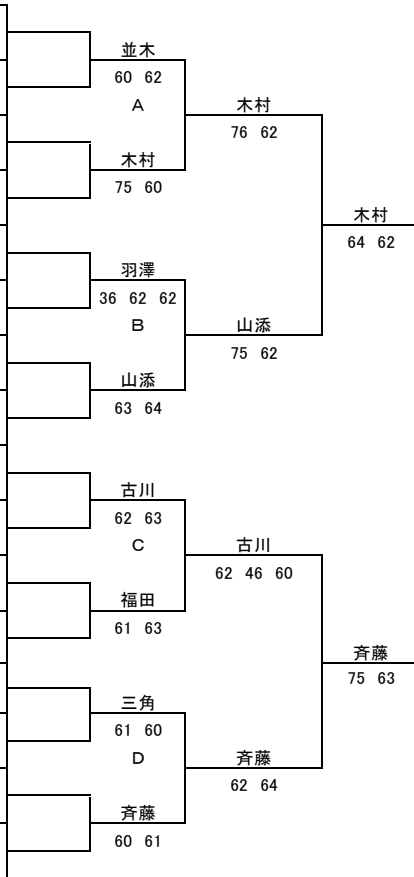 並木
60 62
A
木村
76 62
木村
75 60
木村
64 62
羽澤
36 62 62
B
山添
75 62
山添
63 64
古川
62 63
C
古川
62 46 60
福田
61 63
斉藤
75 63
三角
61 60
D
斉藤
62 64
斉藤
60 61